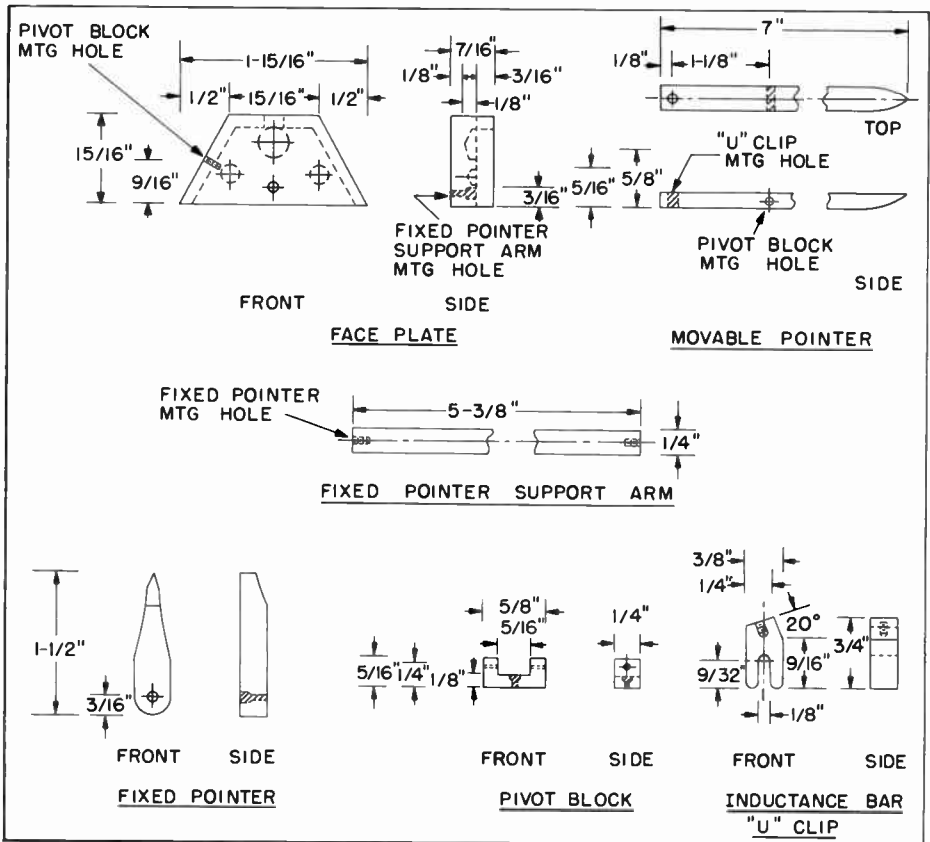 PIVOT BLOCK
MTG HOLE
1-15/16"
1/2"
15/16"
1/2"
15/16"
9/16"
FRONT
7/16"
1/8"
3/16"
1/8"
5/16"
5/8"
3/16"
FIXED POINTER
SUPPORT ARM
MTG HOLE
SIDE
FACE PLATE
7"
1/8"
1-1/8"
TOP
"U" CLIP
MTG HOLE
PIVOT BLOCK
MTG HOLE
SIDE
MOVABLE POINTER
FIXED POINTER
MTG HOLE
5-3/8"
1/4"
FIXED POINTER SUPPORT ARM
1-1/2"
3/16"
FRONT
SIDE
FIXED POINTER
5/8"
5/16"
1/4"
5/16"
1/4"
1/8"
FRONT
SIDE
PIVOT BLOCK
3/8"
1/4"
20°
9/16"
3/4"
9/32"
1/8"
FRONT
SIDE
INDUCTANCE BAR
"U" CLIP